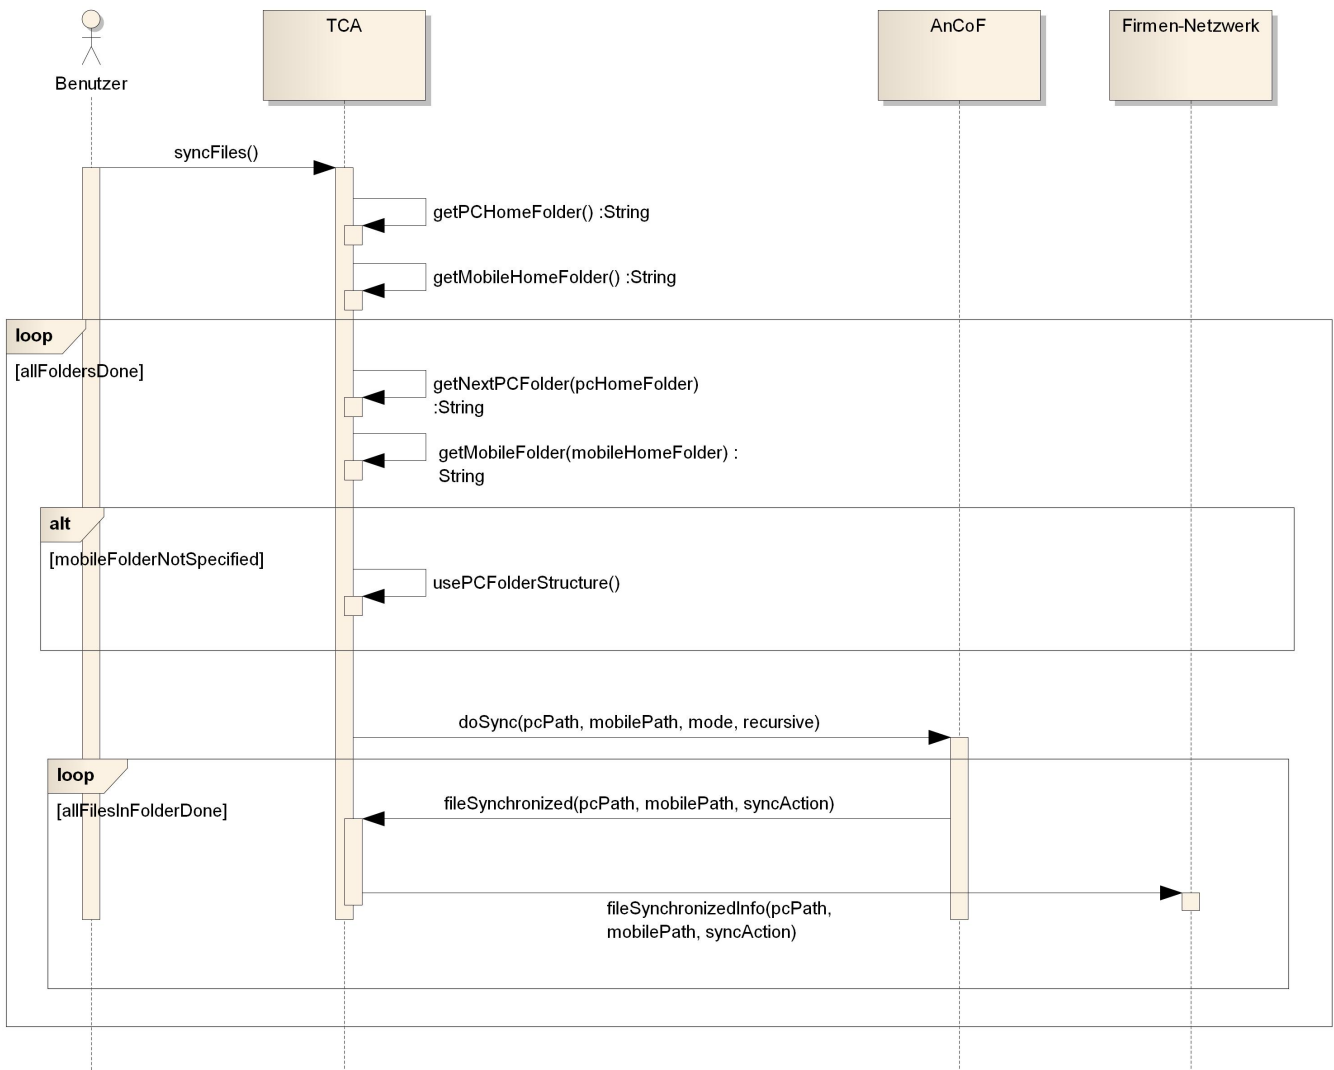 Benutzer
TCA
AnCoF
Firmen-Netzwerk
syncFiles()
getPCHomeFolder() :String
getMobileHomeFolder() :String
loop
[allFoldersDone]
getNextPCFolder(pcHomeFolder)
:String
getMobileFolder(mobileHomeFolder) :
String
alt
[mobileFolderNotSpecified]
usePCFolderStructure()
doSync(pcPath, mobilePath, mode, recursive)
loop
[allFilesInFolderDone]
fileSynchronized(pcPath, mobilePath, syncAction)
fileSynchronizedInfo(pcPath,
mobilePath, syncAction)